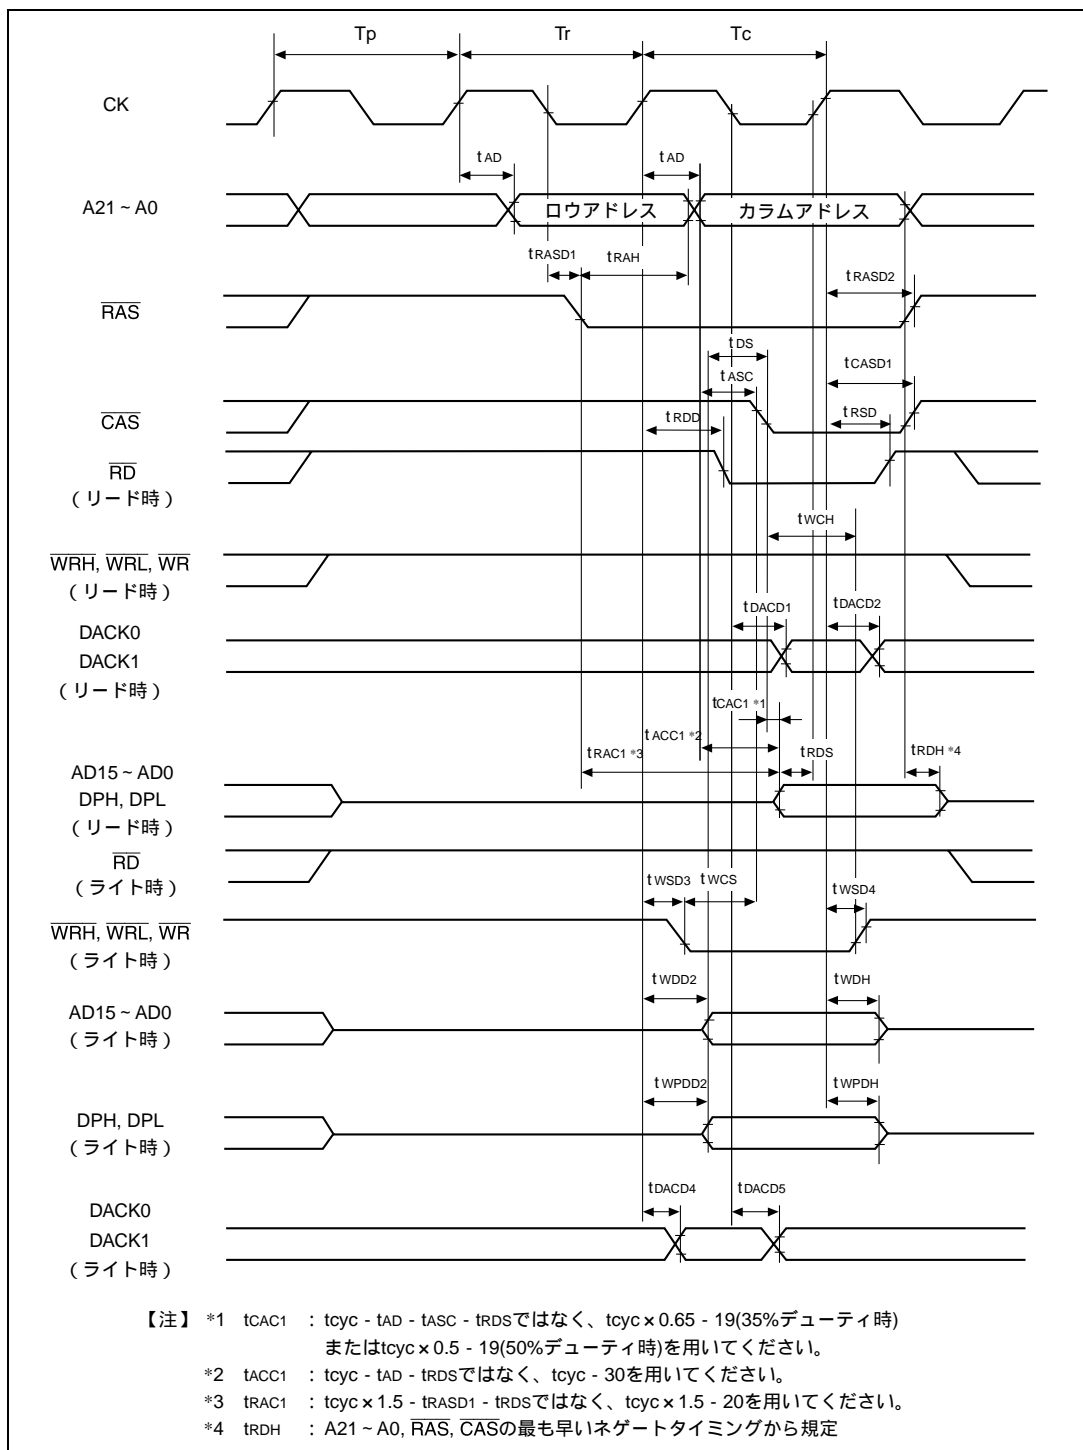 Tp Tr Tc
CK
tAD tAD
A21~A0 ロウアドレス カラムアドレス
tRASD1 tRAH tRASD2
RAS
tDS
tASC tCASD1
CAS
tRDD tRSD
RD
(リード時)
tWCH
WRH, WRL, WR
(リード時)
DACK0 tDACD1 tDACD2
DACK1
(リード時)
tCAC1 *1
tACC1 *2
tRAC1 *3 tRDS tRDH *4
AD15~AD0
DPH, DPL
(リード時)
RD
(ライト時)
tWSD3 tWCS tWSD4
WRH, WRL, WR
(ライト時)
tWDD2 tWDH
AD15~AD0
(ライト時)
tWPDD2 tWPDH
DPH, DPL
(ライト時)
tDACD4 tDACD5
DACK0
DACK1
(ライト時)
【注】 *1 tCAC1 : tcyc - tAD - tASC - tRDSではなく、tcyc×0.65 - 19(35%デューティ時)
またはtcyc×0.5 - 19(50%デューティ時)を用いてください。
*2 tACC1 : tcyc - tAD - tRDSではなく、tcyc - 30を用いてください。
*3 tRAC1 : tcyc×1.5 - tRASD1 - tRDSではなく、tcyc×1.5 - 20を用いてください。
*4 tRDH : A21~A0, RAS, CASの最も早いネゲートタイミングから規定